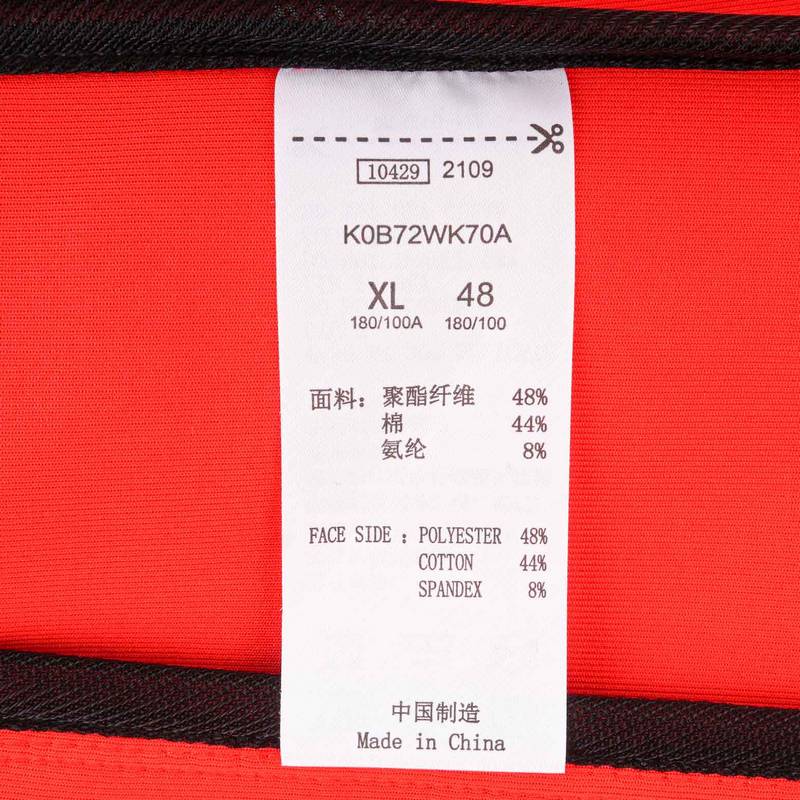 10429 2109
K0B72WK70A
XL 48
180/100A 180/100
面料：聚酯纤维 48%
棉 44%
氨纶 8%
FACE SIDE : POLYESTER 48%
COTTON 44%
SPANDEX 8%
中国制造
Made in China